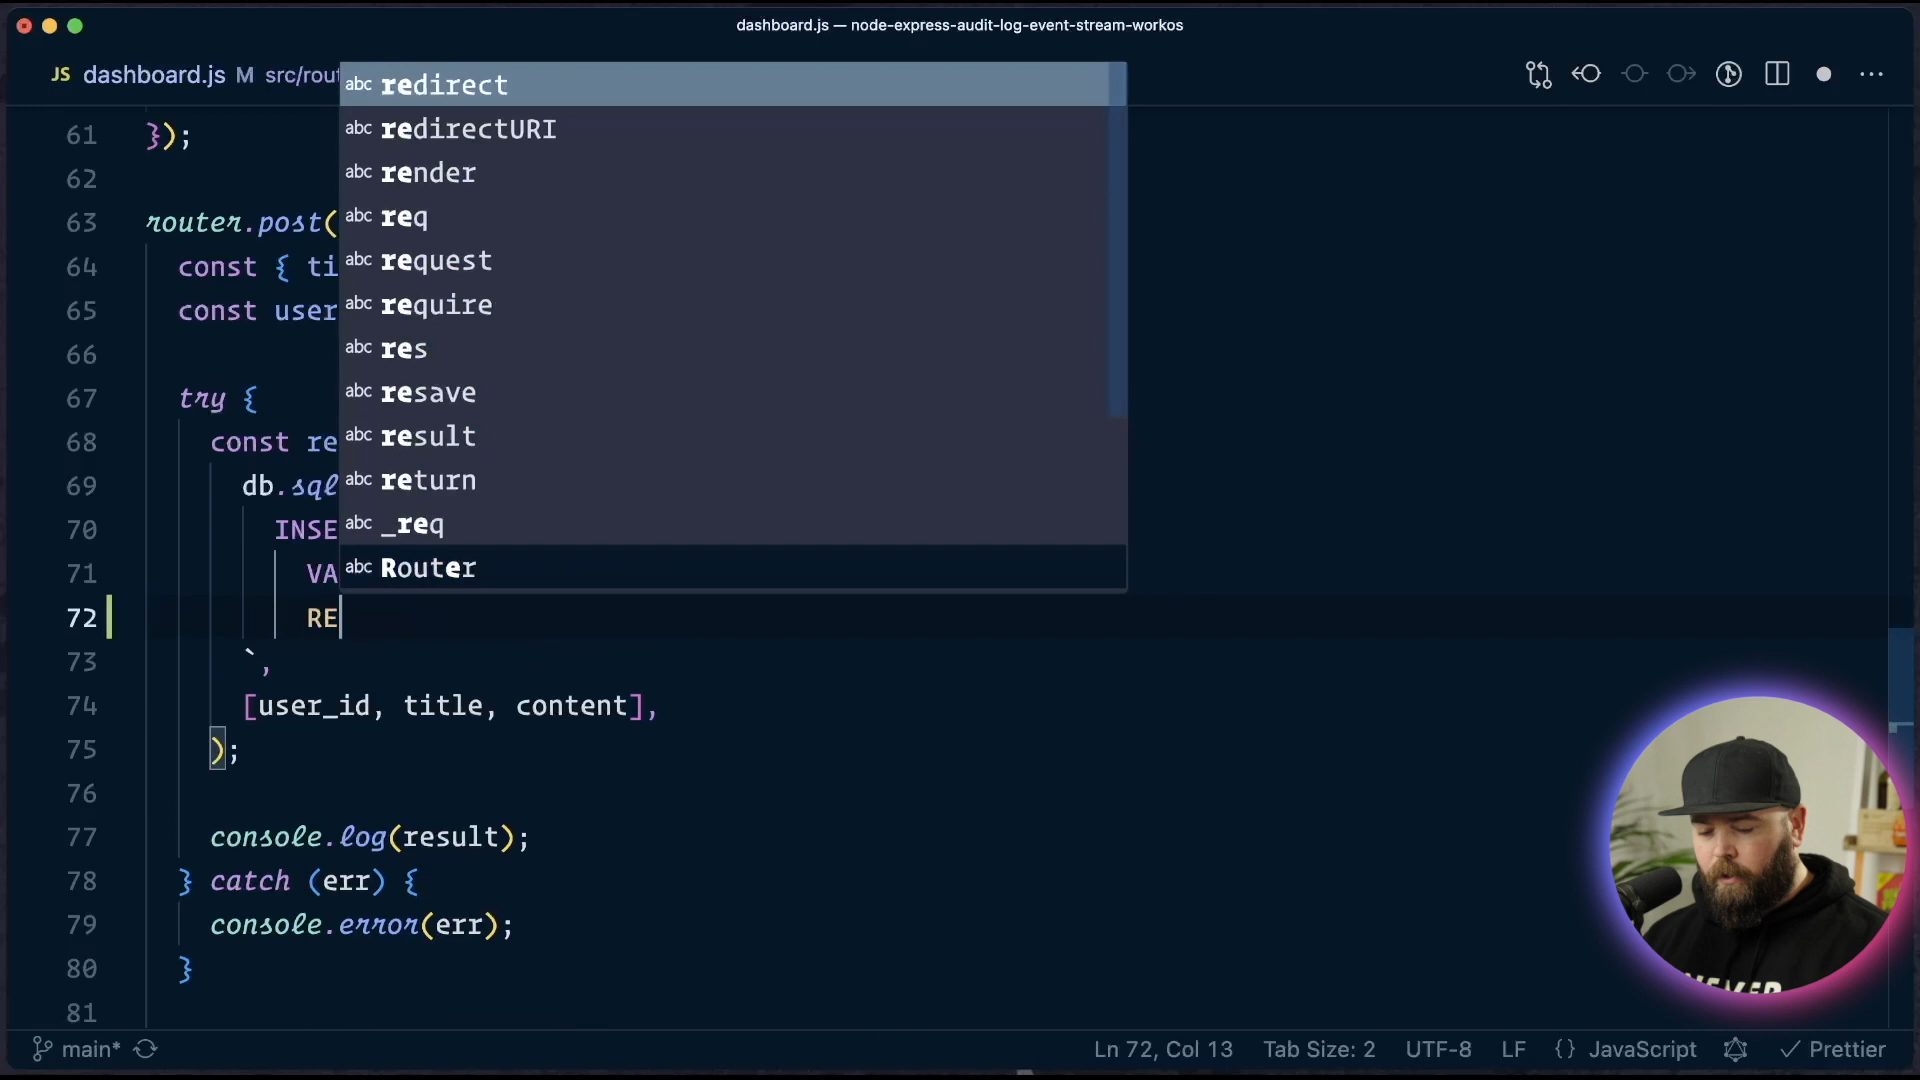 dashboard.js — node-express-audit-log-event-stream-workos
JS dashboard.js M src/rout
abc redirect
abc redirectURI
abc render
abc req
abc request
abc require
abc res
abc resave
abc result
abc return
abc _req
abc Router
61 });
62
63 router.post(
64 const { ti
65 const user
66
67 try {
68 const re
69 db.sql
70 INSE
71 VA
72 RE
73 `,
74 [user_id, title, content],
75 );
76
77 console.log(result);
78 } catch (err) {
79 console.error(err);
80 }
81
main* Ln 72, Col 13 Tab Size: 2 UTF-8 LF {} JavaScript ✓ Prettier